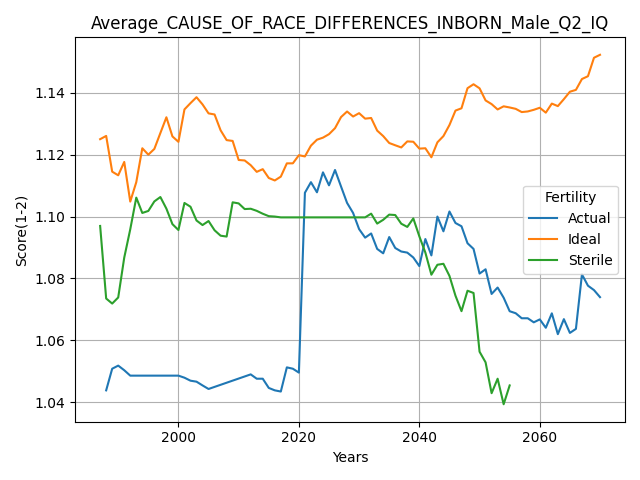 Average_CAUSE_OF_RACE_DIFFERENCES_INBORN_Male_Q2_IQ
Score(1-2)
1.14
1.12
1.10
1.08
1.06
1.04
Fertility
Actual
Ideal
Sterile
2000
2020
2040
2060
Years